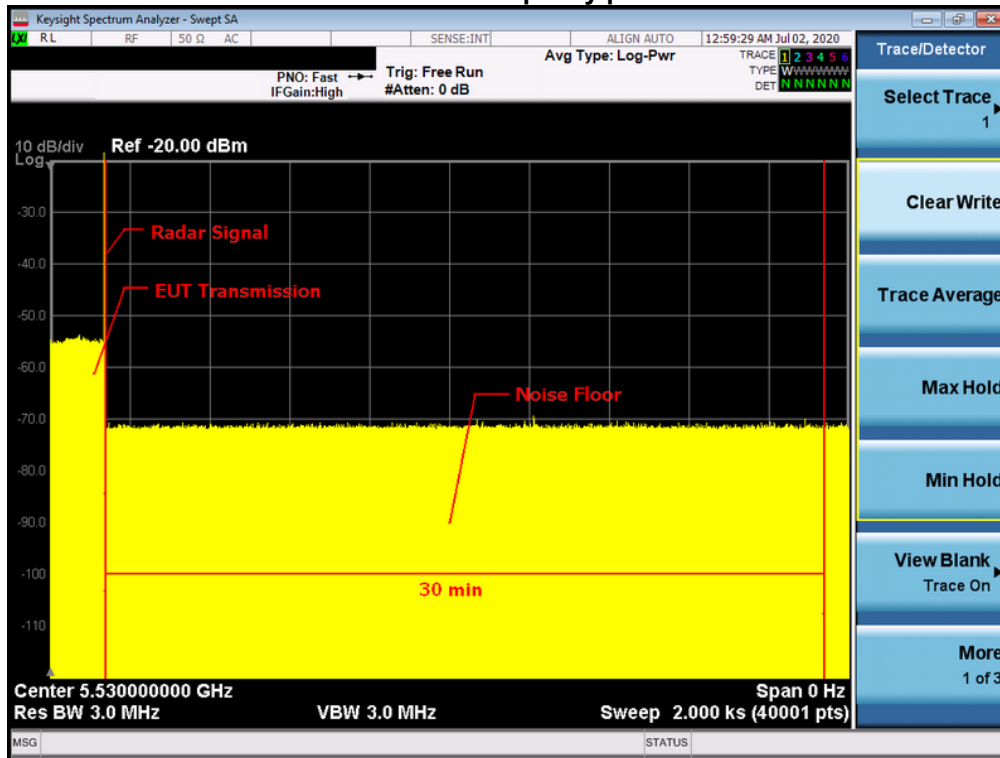 Keysight Spectrum Analyzer - Swept SA
LXI RL RF 50 Ω AC SENSE:INT ALIGN AUTO 12:59:29 AM Jul 02, 2020
Trace/Detector
Avg Type: Log-Pwr TRACE 1 2 3 4 5 6
PNO: Fast Trig: Free Run TYPE WWWWWW
IFGain:High #Atten: 0 dB DET N N N N N N
Select Trace
1
10 dB/div Ref -20.00 dBm
Log
Clear Write
-30.0
Radar Signal
-40.0
EUT Transmission
Trace Average
-50.0
-60.0
Max Hold
Noise Floor
-70.0
-80.0
Min Hold
-90.0
View Blank
Trace On
-100
30 min
-110
More
1 of 3
Center 5.530000000 GHz Span 0 Hz
Res BW 3.0 MHz VBW 3.0 MHz Sweep 2.000 ks (40001 pts)
MSG STATUS